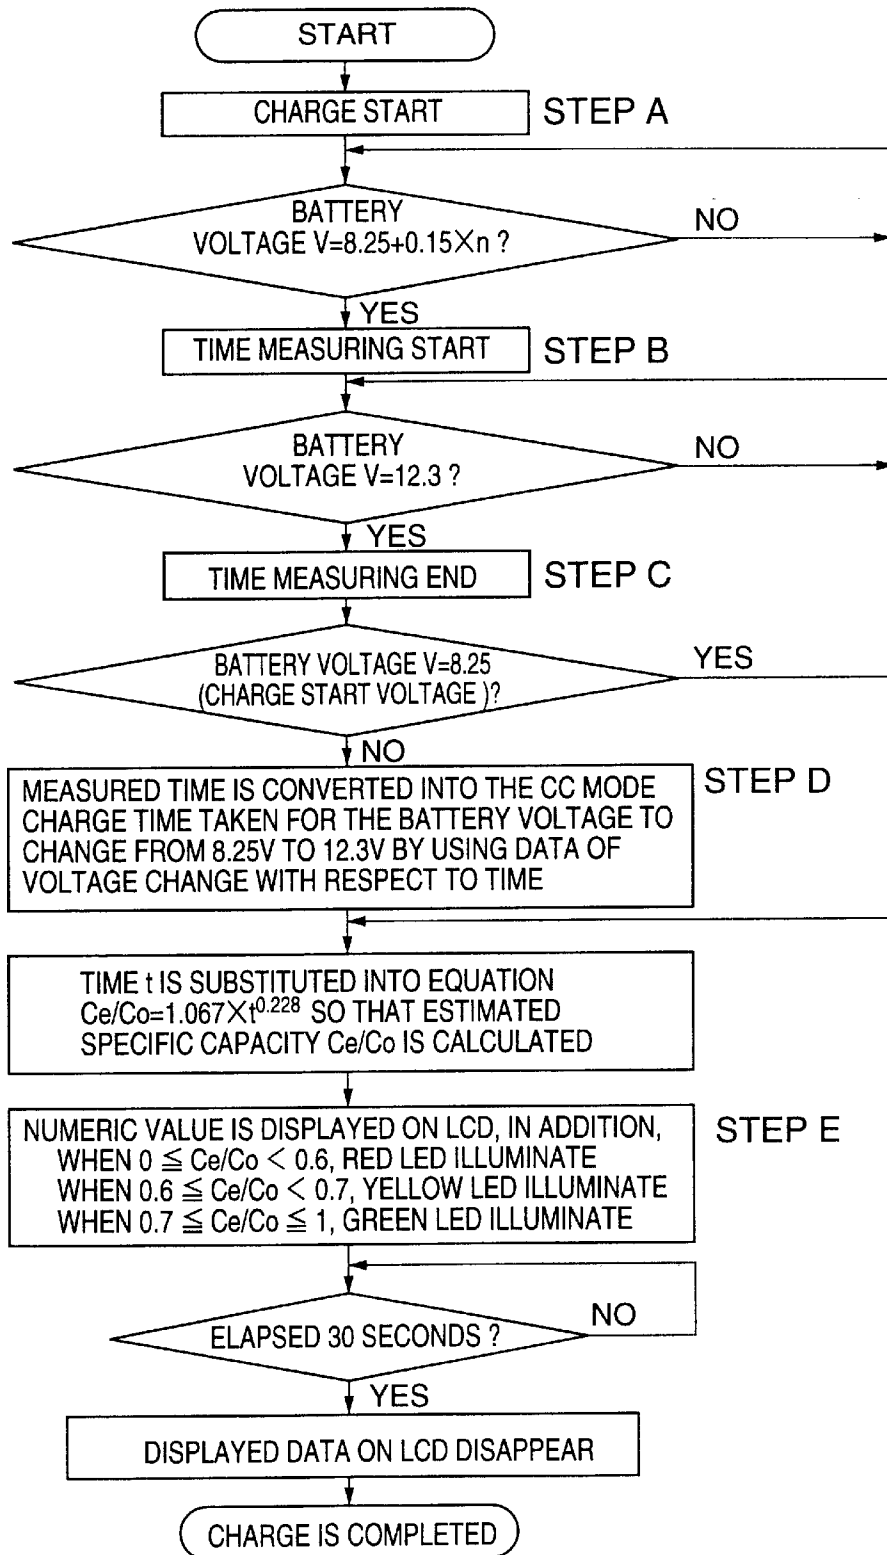 START
CHARGE START
STEP A
BATTERY
VOLTAGE V=8.25+0.15×n ?
NO
YES
TIME MEASURING START
STEP B
BATTERY
VOLTAGE V=12.3 ?
NO
YES
TIME MEASURING END
STEP C
BATTERY VOLTAGE V=8.25
(CHARGE START VOLTAGE )?
YES
NO
STEP D
MEASURED TIME IS CONVERTED INTO THE CC MODE
CHARGE TIME TAKEN FOR THE BATTERY VOLTAGE TO
CHANGE FROM 8.25V TO 12.3V BY USING DATA OF
VOLTAGE CHANGE WITH RESPECT TO TIME
TIME t IS SUBSTITUTED INTO EQUATION
Ce/Co=1.067×t^0.228 SO THAT ESTIMATED
SPECIFIC CAPACITY Ce/Co IS CALCULATED
STEP E
NUMERIC VALUE IS DISPLAYED ON LCD, IN ADDITION,
WHEN 0 ≦ Ce/Co < 0.6, RED LED ILLUMINATE
WHEN 0.6 ≦ Ce/Co < 0.7, YELLOW LED ILLUMINATE
WHEN 0.7 ≦ Ce/Co ≦ 1, GREEN LED ILLUMINATE
ELAPSED 30 SECONDS ?
NO
YES
DISPLAYED DATA ON LCD DISAPPEAR
CHARGE IS COMPLETED